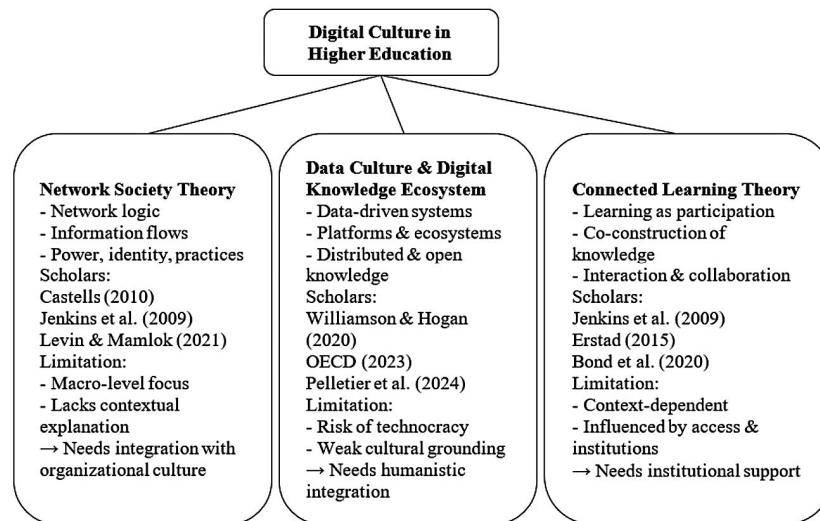 Digital Culture in
Higher Education
Network Society Theory
- Network logic
- Information flows
- Power, identity, practices
Scholars:
Castells (2010)
Jenkins et al. (2009)
Levin & Mamlok (2021)
Limitation:
- Macro-level focus
- Lacks contextual
explanation
→ Needs integration with
organizational culture
Data Culture & Digital
Knowledge Ecosystem
- Data-driven systems
- Platforms & ecosystems
- Distributed & open
knowledge
Scholars:
Williamson & Hogan
(2020)
OECD (2023)
Pelletier et al. (2024)
Limitation:
- Risk of technocracy
- Weak cultural grounding
→ Needs humanistic
integration
Connected Learning Theory
- Learning as participation
- Co-construction of
knowledge
- Interaction & collaboration
Scholars:
Jenkins et al. (2009)
Erstad (2015)
Bond et al. (2020)
Limitation:
- Context-dependent
- Influenced by access &
institutions
→ Needs institutional support